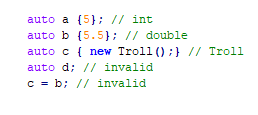 auto a {5}; // int
auto b {5.5}; // double
auto c { new Troll();} // Troll
auto d; // invalid
c = b; // invalid